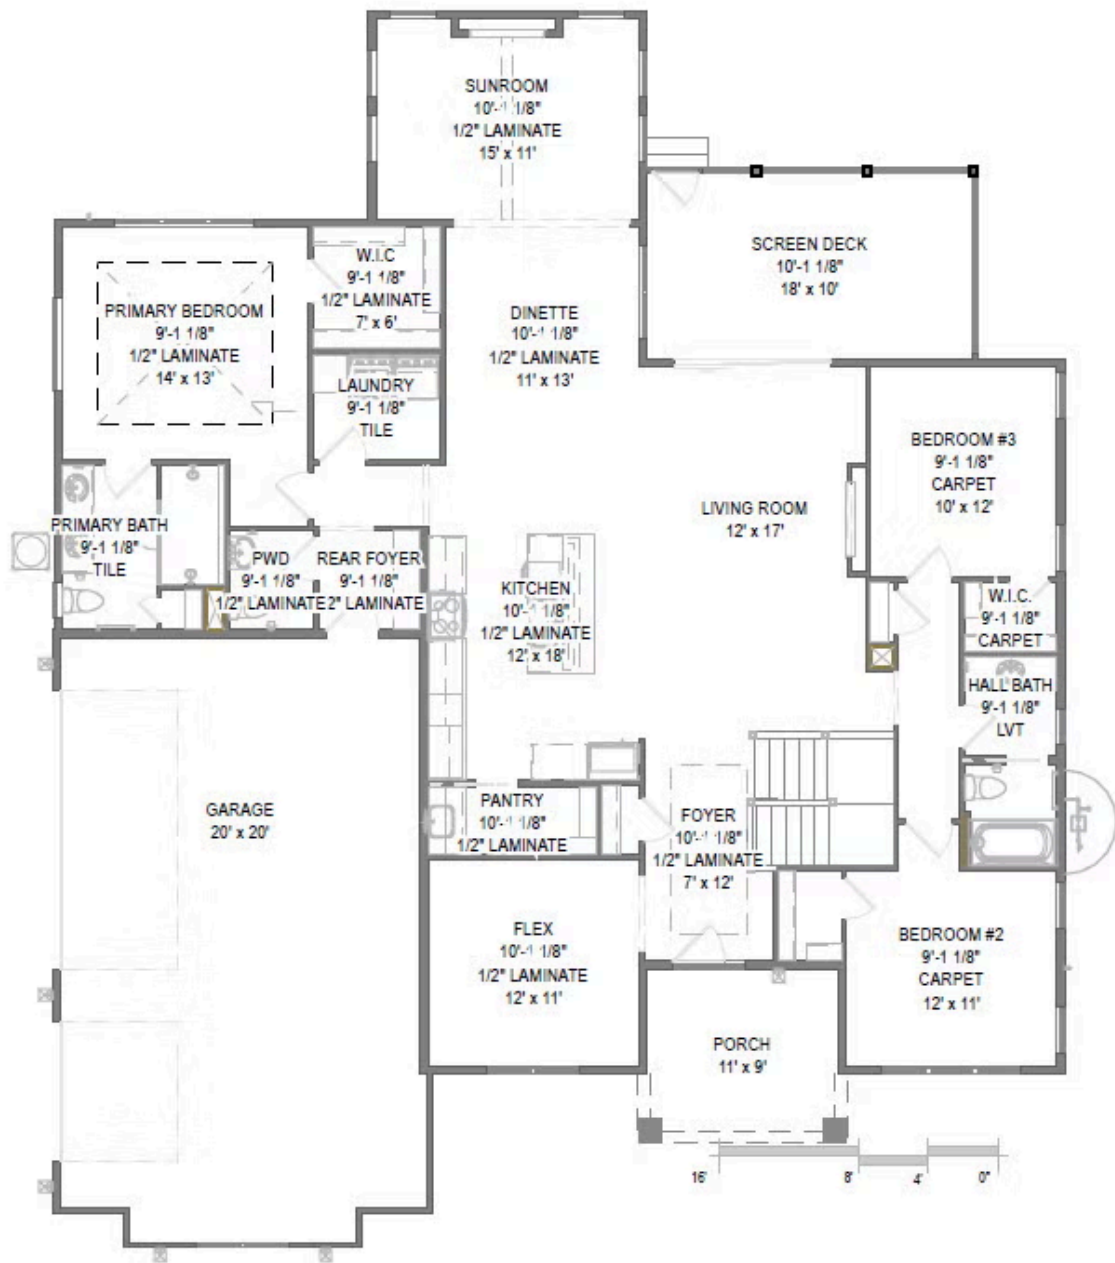 SUNROOM
10'-1 1/8"
1/2" LAMINATE
15' x 11'
SCREEN DECK
10'-1 1/8"
18' x 10'
W.I.C
9'-1 1/8"
1/2" LAMINATE
7' x 6'
PRIMARY BEDROOM
9'-1 1/8"
1/2" LAMINATE
14' x 13'
DINETTE
10'-1 1/8"
1/2" LAMINATE
11' x 13'
LAUNDRY
9'-1 1/8"
TILE
BEDROOM #3
9'-1 1/8"
CARPET
10' x 12'
LIVING ROOM
12' x 17'
PRIMARY BATH
9'-1 1/8"
TILE
PWD
9'-1 1/8"
1/2" LAMINATE
REAR FOYER
9'-1 1/8"
2" LAMINATE
KITCHEN
10'-1 1/8"
1/2" LAMINATE
12' x 18'
W.I.C.
9'-1 1/8"
CARPET
HALL BATH
9'-1 1/8"
LVT
GARAGE
20' x 20'
PANTRY
10'-1 1/8"
1/2" LAMINATE
FOYER
10'-1 1/8"
1/2" LAMINATE
7' x 12'
FLEX
10'-1 1/8"
1/2" LAMINATE
12' x 11'
BEDROOM #2
9'-1 1/8"
CARPET
12' x 11'
PORCH
11' x 9'
16' 8' 4' 0"